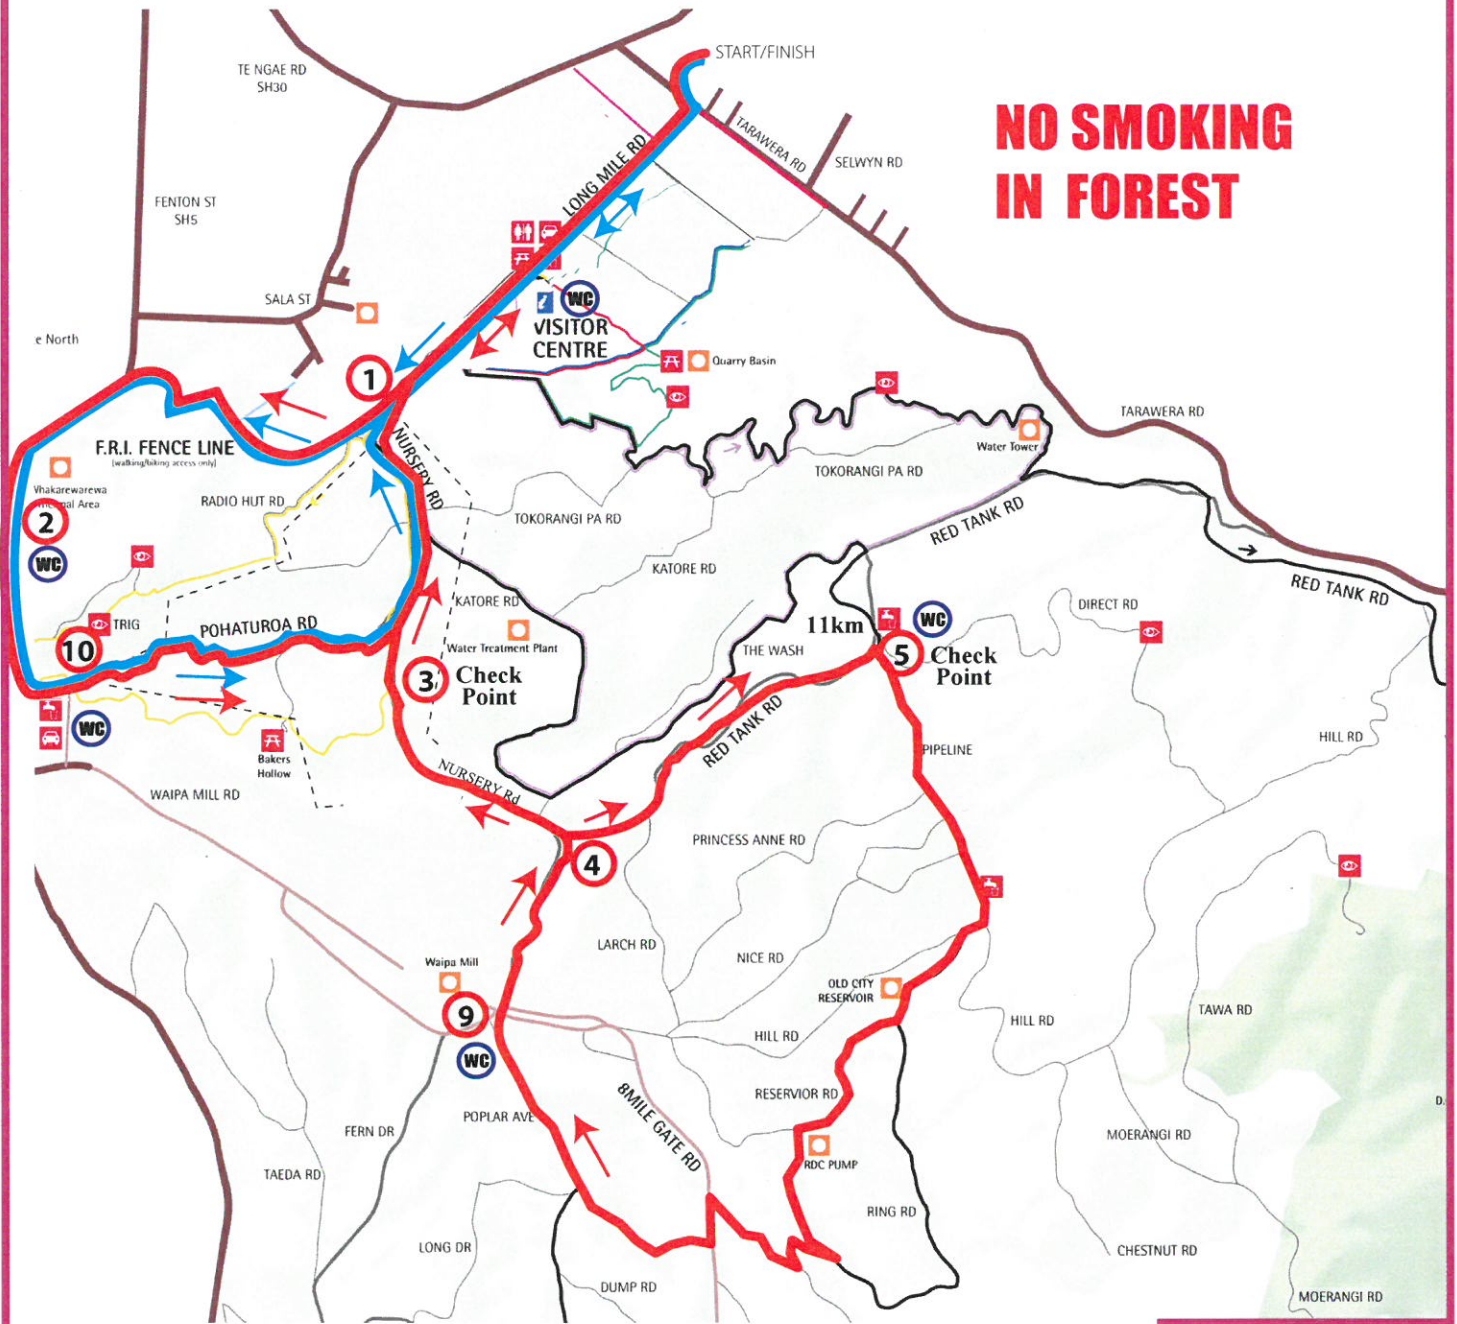 START/FINISH
TE NGAE RD
SH30
NO SMOKING
IN FOREST
TARAWERA RD
SELWYN RD
LONG MILE RD
FENTON ST
SH5
SALA ST
WC
VISITOR
CENTRE
e North
Quarry Basin
1
TARAWERA RD
F.R.I. FENCE LINE
(walking/biking access only)
NURSERY RD
Water Tower
TOKORANGI PA RD
Whakarewarewa
RADIO HUT RD
TOKORANGI PA RD
RED TANK RD
2
WC
KATORE RD
RED TANK RD
KATORE RD
DIRECT RD
TRIG
POHATUROA RD
11km
WC
10
Water Treatment Plant
THE WASH
5
Check
Point
3
Check
Point
WC
RED TANK RD
PIPELINE
HILL RD
Bakers
Hollow
NURSERY Rd
WAIPA MILL RD
PRINCESS ANNE RD
4
LARCH RD
NICE RD
Waipa Mill
OLD CITY
RESERVOIR
9
HILL RD
HILL RD
TAWA RD
WC
8MILE GATE RD
RESERVIOR RD
D.
POPLAR AVE
FERN DR
MOERANGI RD
RDC PUMP
TAEDA RD
RING RD
LONG DR
CHESTNUT RD
DUMP RD
MOERANGI RD